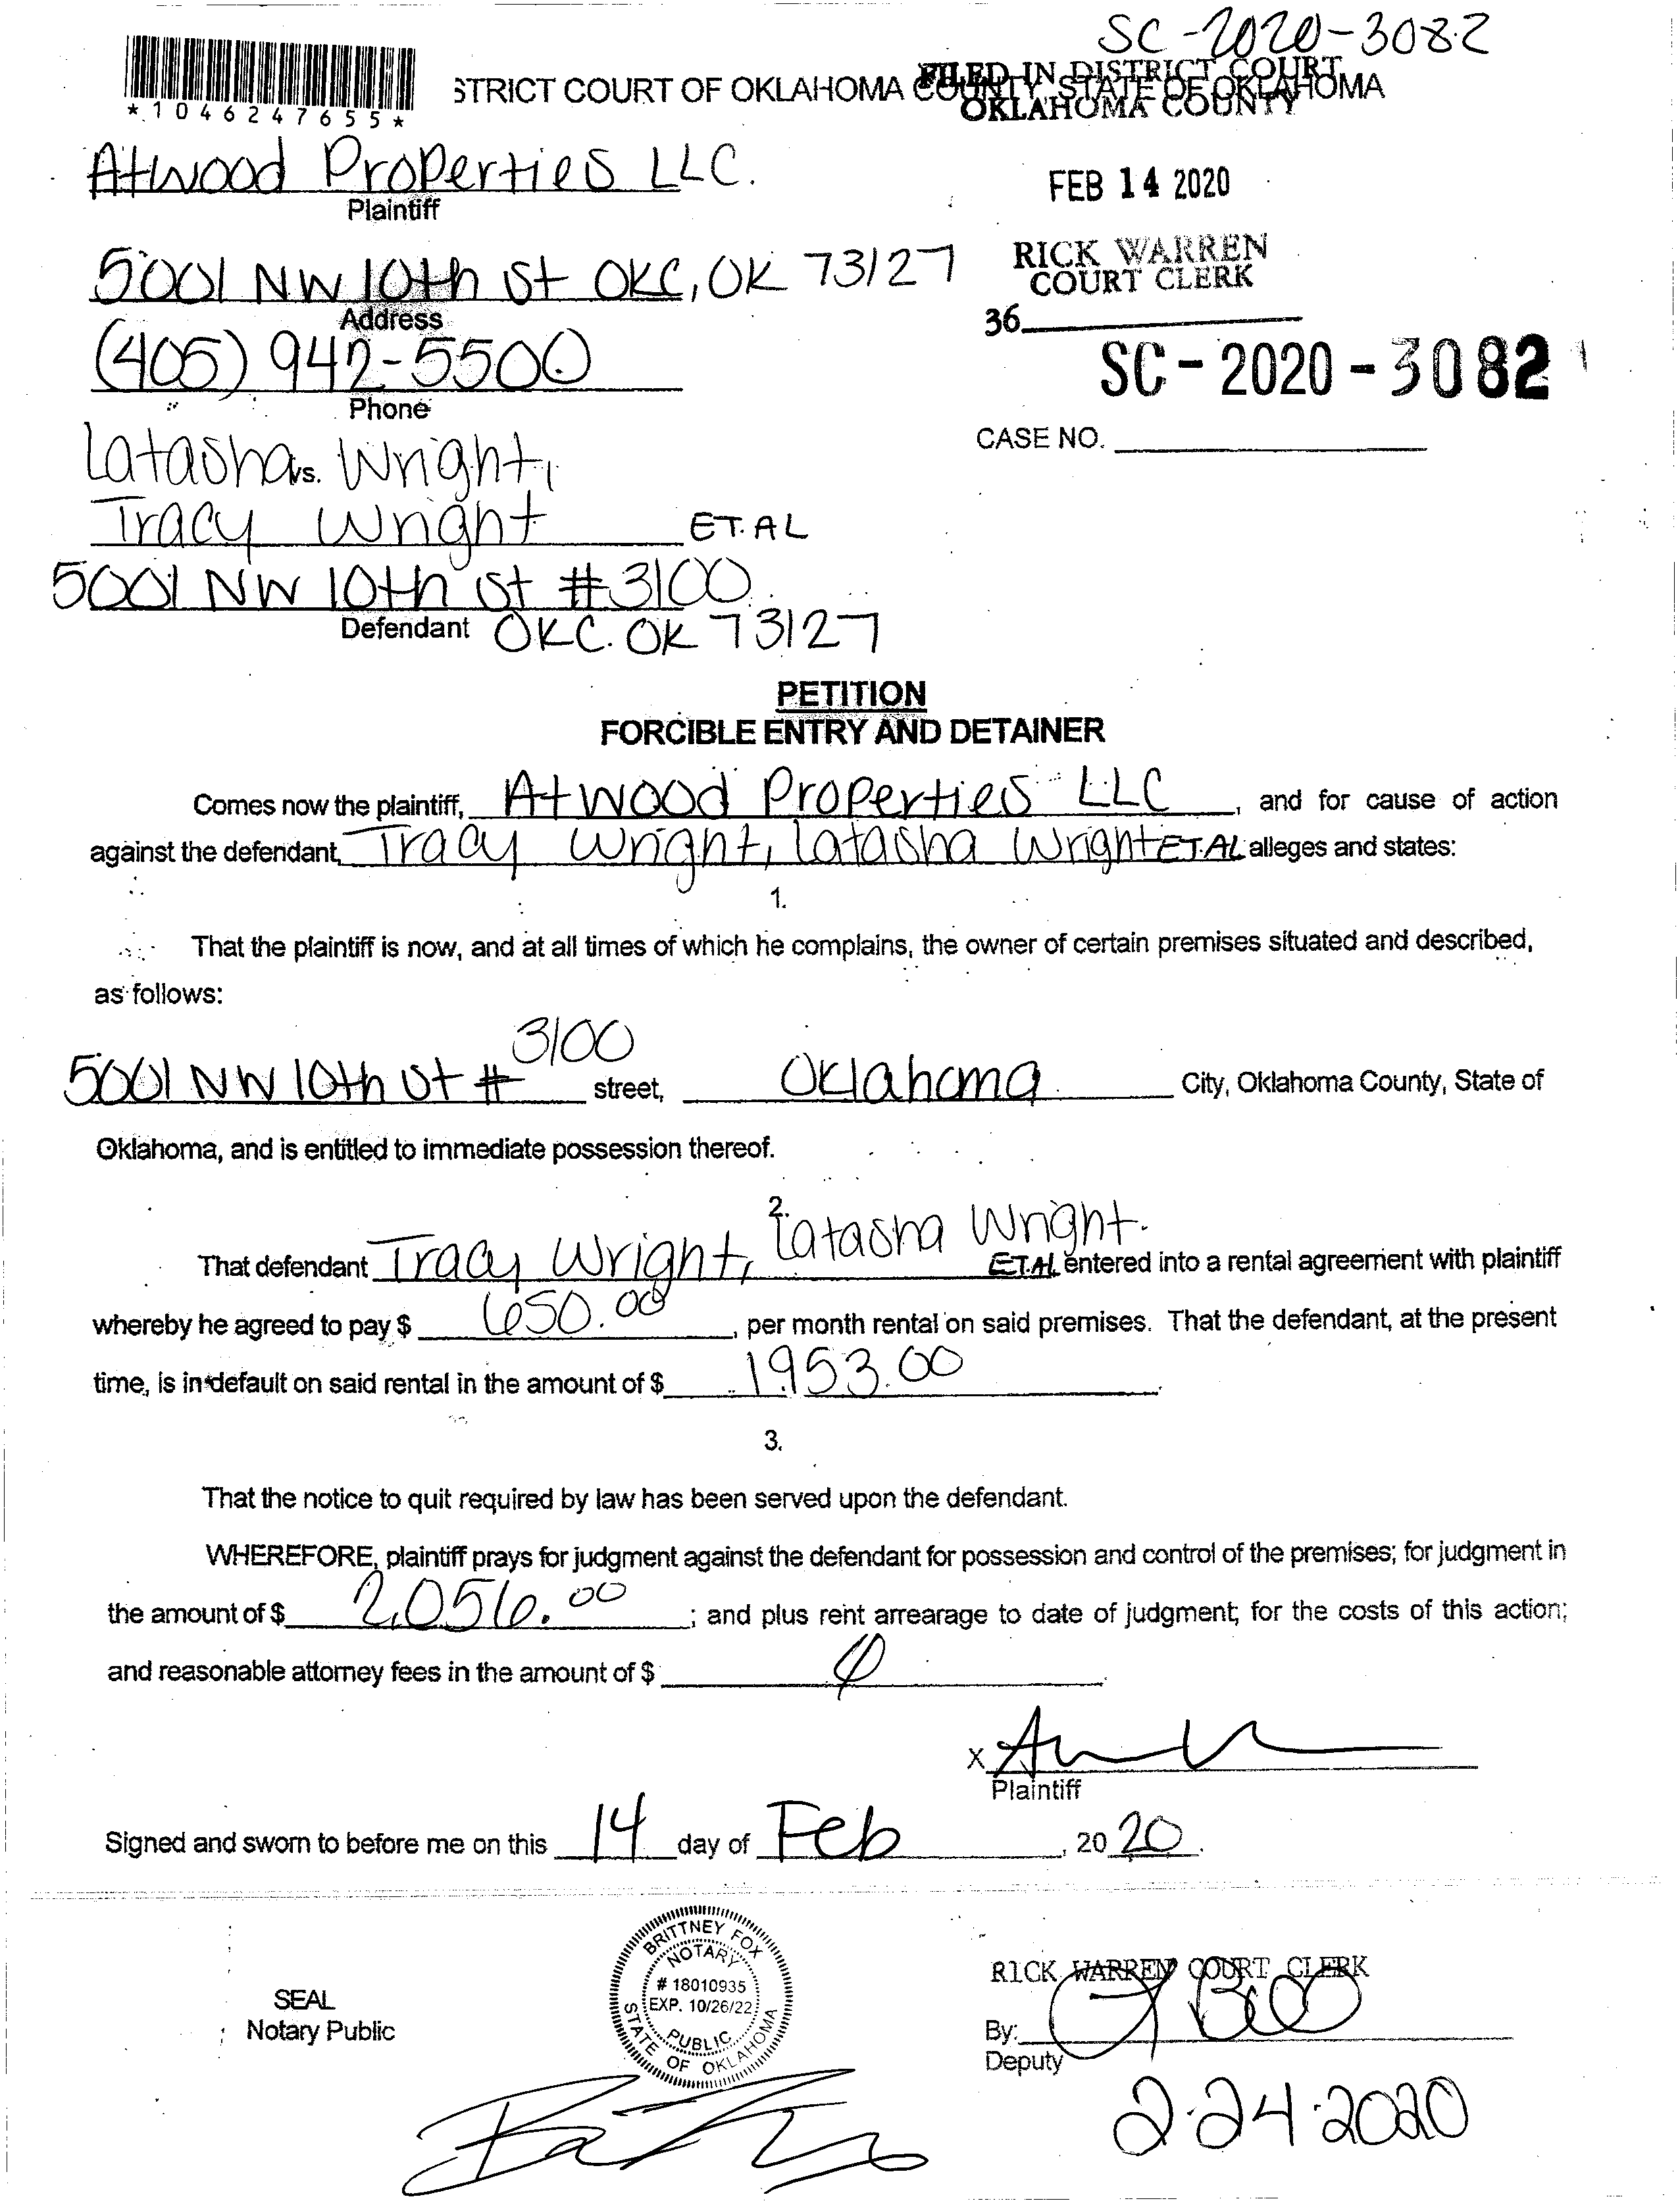 SC-2020-3082
*1046247655*
STRICT COURT OF OKLAHOMA COUNTY STATE OF OKLAHOMA
FILED IN DISTRICT COURT
OKLAHOMA COUNTY
Atwood Properties LLC.
Plaintiff
FEB 14 2020
5001 NW 10th St OKC, OK 73127
Address
RICK WARREN
COURT CLERK
36
(405) 942-5500
Phone
SC-2020-3082
CASE NO.
Latasha Wright,
vs.
Tracy Wright ET.AL
5001 NW 10th St #3100
Defendant OKC. OK 73127
PETITION
FORCIBLE ENTRY AND DETAINER
Comes now the plaintiff, Atwood Properties LLC, and for cause of action
against the defendant, Tracy Wright, Latasha Wright ET.AL alleges and states:
1.
That the plaintiff is now, and at all times of which he complains, the owner of certain premises situated and described,
as follows:
3100
5001 NW 10th St # street, Oklahoma City, Oklahoma County, State of
Oklahoma, and is entitled to immediate possession thereof.
2.
That defendant Tracy Wright, Latasha Wright. ET.AL entered into a rental agreement with plaintiff
whereby he agreed to pay $ 650.00, per month rental on said premises. That the defendant, at the present
time, is in default on said rental in the amount of $ 1953.00.
3.
That the notice to quit required by law has been served upon the defendant.
WHEREFORE, plaintiff prays for judgment against the defendant for possession and control of the premises; for judgment in
the amount of $ 2,056.00; and plus rent arrearage to date of judgment; for the costs of this action;
and reasonable attorney fees in the amount of $
X
Plaintiff
Signed and sworn to before me on this 14 day of Feb, 2020.
BRITTNEY FOX
NOTARY
# 18010935
EXP. 10/26/22
PUBLIC
STATE OF OKLAHOMA
SEAL
Notary Public
RICK WARREN COURT CLERK
By:
Deputy
2-24-2020